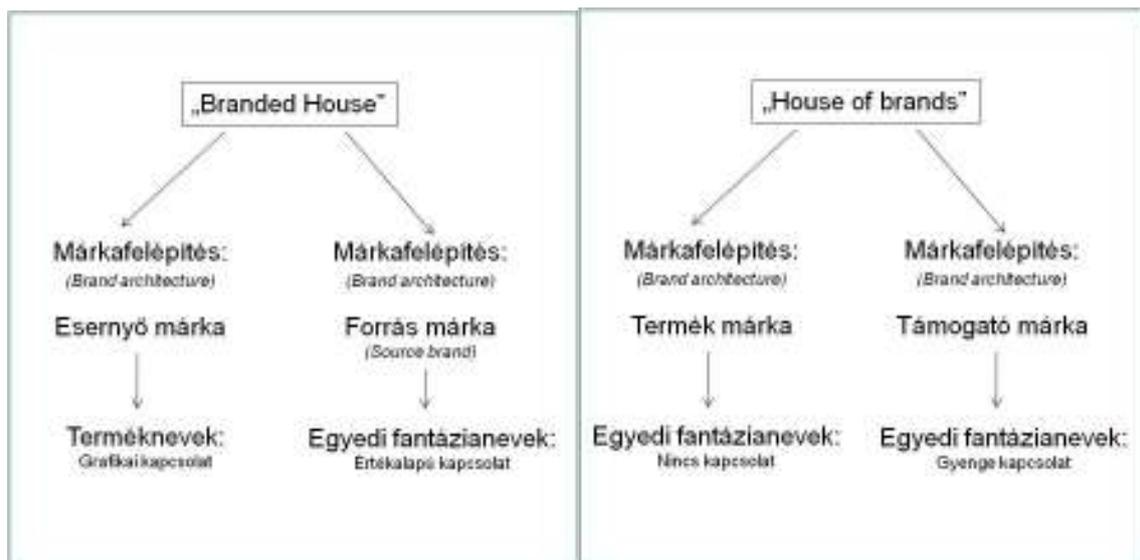 „Branded House”
Márkafelépítés:
(Brand architecture)
Esernyő márka
Terméknevek:
Grafikai kapcsolat
Márkafelépítés:
(Brand architecture)
Forrás márka
(Source brand)
Egyedi fantázianevek:
Értékalapú kapcsolat
„House of brands”
Márkafelépítés:
(Brand architecture)
Termék márka
Egyedi fantázianevek:
Nincs kapcsolat
Márkafelépítés:
(Brand architecture)
Támogató márka
Egyedi fantázianevek:
Gyenge kapcsolat